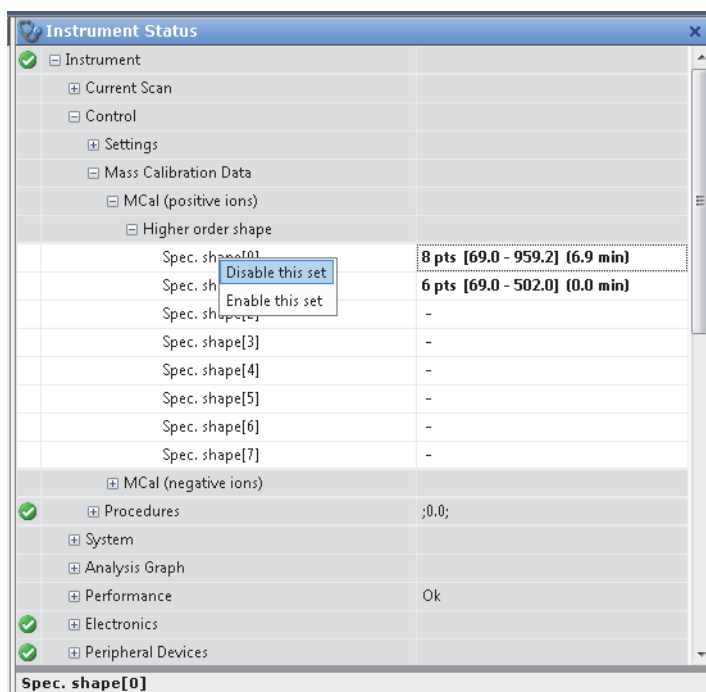 Instrument Status
Instrument
Current Scan
Control
Settings
Mass Calibration Data
MCal (positive ions)
Higher order shape
Spec. shape[0] 8 pts [69.0 - 959.2] (6.9 min)
Disable this set
Spec. sh 6 pts [69.0 - 502.0] (0.0 min)
Enable this set
Spec. shape[2] -
Spec. shape[3] -
Spec. shape[4] -
Spec. shape[5] -
Spec. shape[6] -
Spec. shape[7] -
MCal (negative ions)
Procedures ;0.0;
System
Analysis Graph
Performance Ok
Electronics
Peripheral Devices
Spec. shape[0]